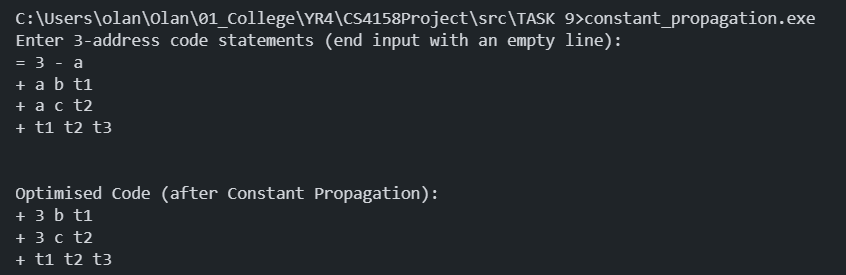 C:\Users\olan\Olan\01_College\YR4\CS4158Project\src\TASK 9>constant_propagation.exe
Enter 3-address code statements (end input with an empty line):
= 3 - a
+ a b t1
+ a c t2
+ t1 t2 t3
Optimised Code (after Constant Propagation):
+ 3 b t1
+ 3 c t2
+ t1 t2 t3